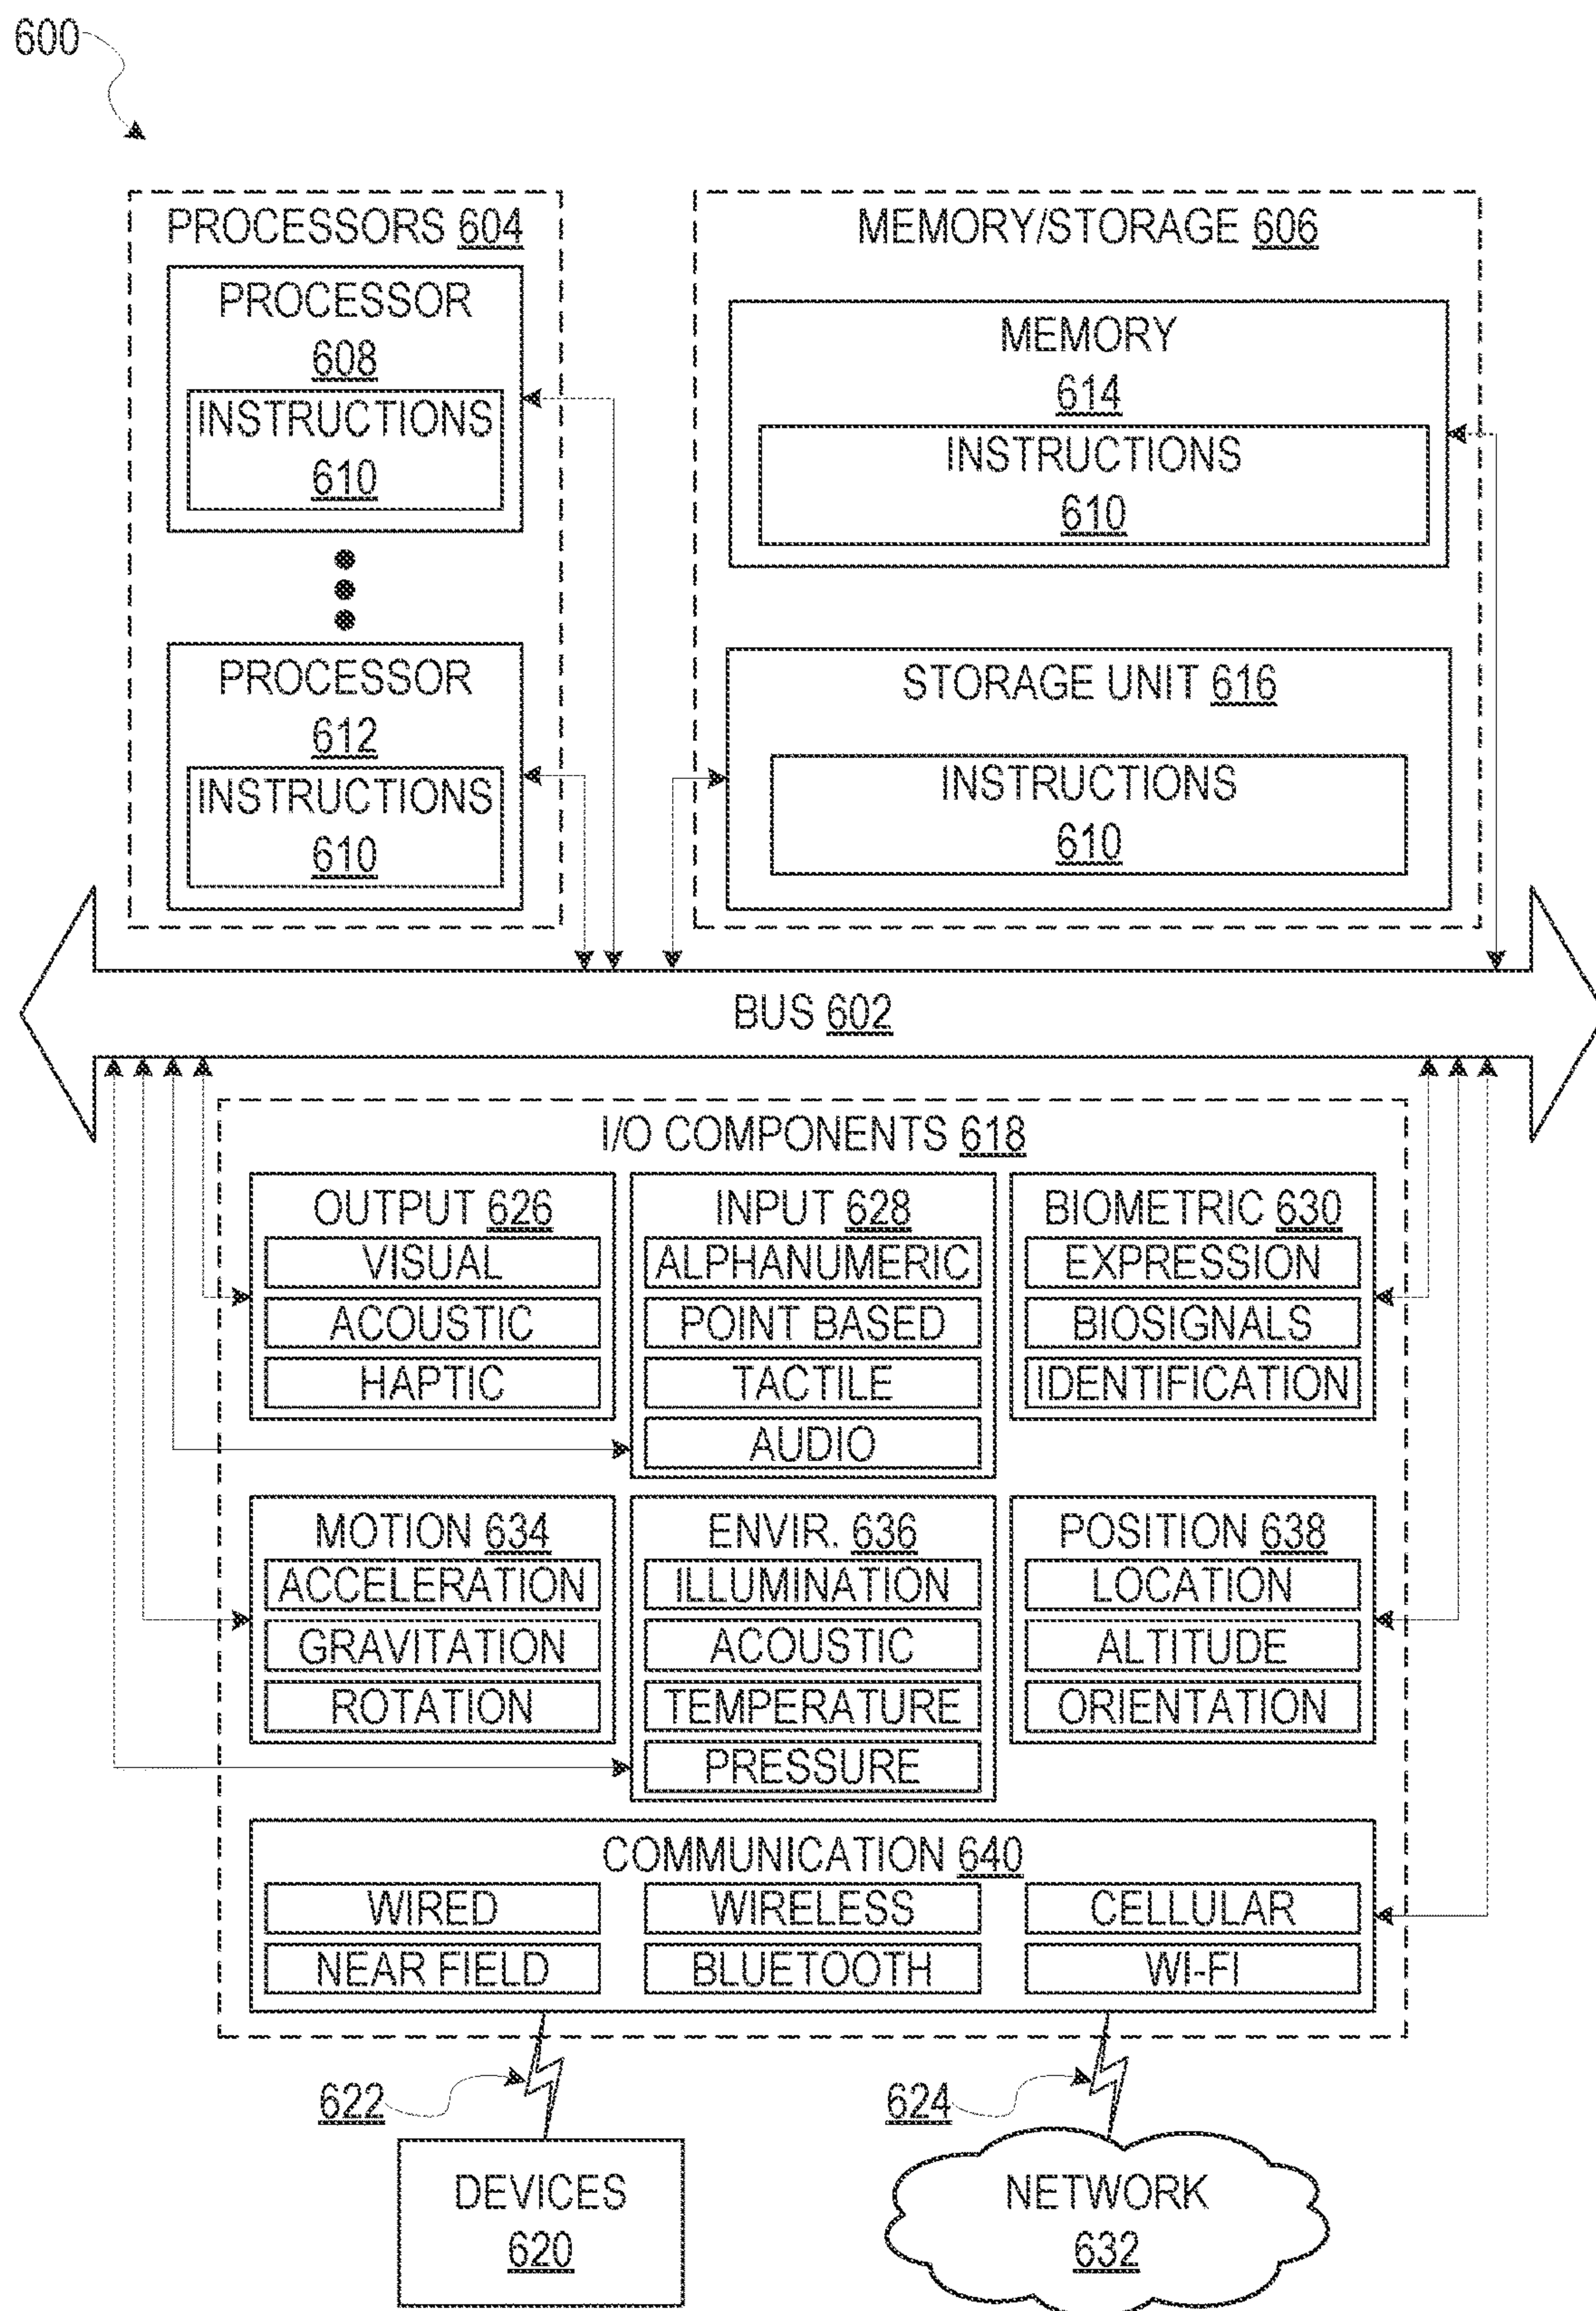 600
PROCESSORS 604
PROCESSOR
608
INSTRUCTIONS
610
PROCESSOR
612
INSTRUCTIONS
610
MEMORY/STORAGE 606
MEMORY
614
INSTRUCTIONS
610
STORAGE UNIT 616
INSTRUCTIONS
610
BUS 602
I/O COMPONENTS 618
OUTPUT 626
VISUAL
ACOUSTIC
HAPTIC
INPUT 628
ALPHANUMERIC
POINT BASED
TACTILE
AUDIO
BIOMETRIC 630
EXPRESSION
BIOSIGNALS
IDENTIFICATION
MOTION 634
ACCELERATION
GRAVITATION
ROTATION
ENVIR. 636
ILLUMINATION
ACOUSTIC
TEMPERATURE
PRESSURE
POSITION 638
LOCATION
ALTITUDE
ORIENTATION
COMMUNICATION 640
WIRED
WIRELESS
CELLULAR
NEAR FIELD
BLUETOOTH
WI-FI
622
624
DEVICES
620
NETWORK
632